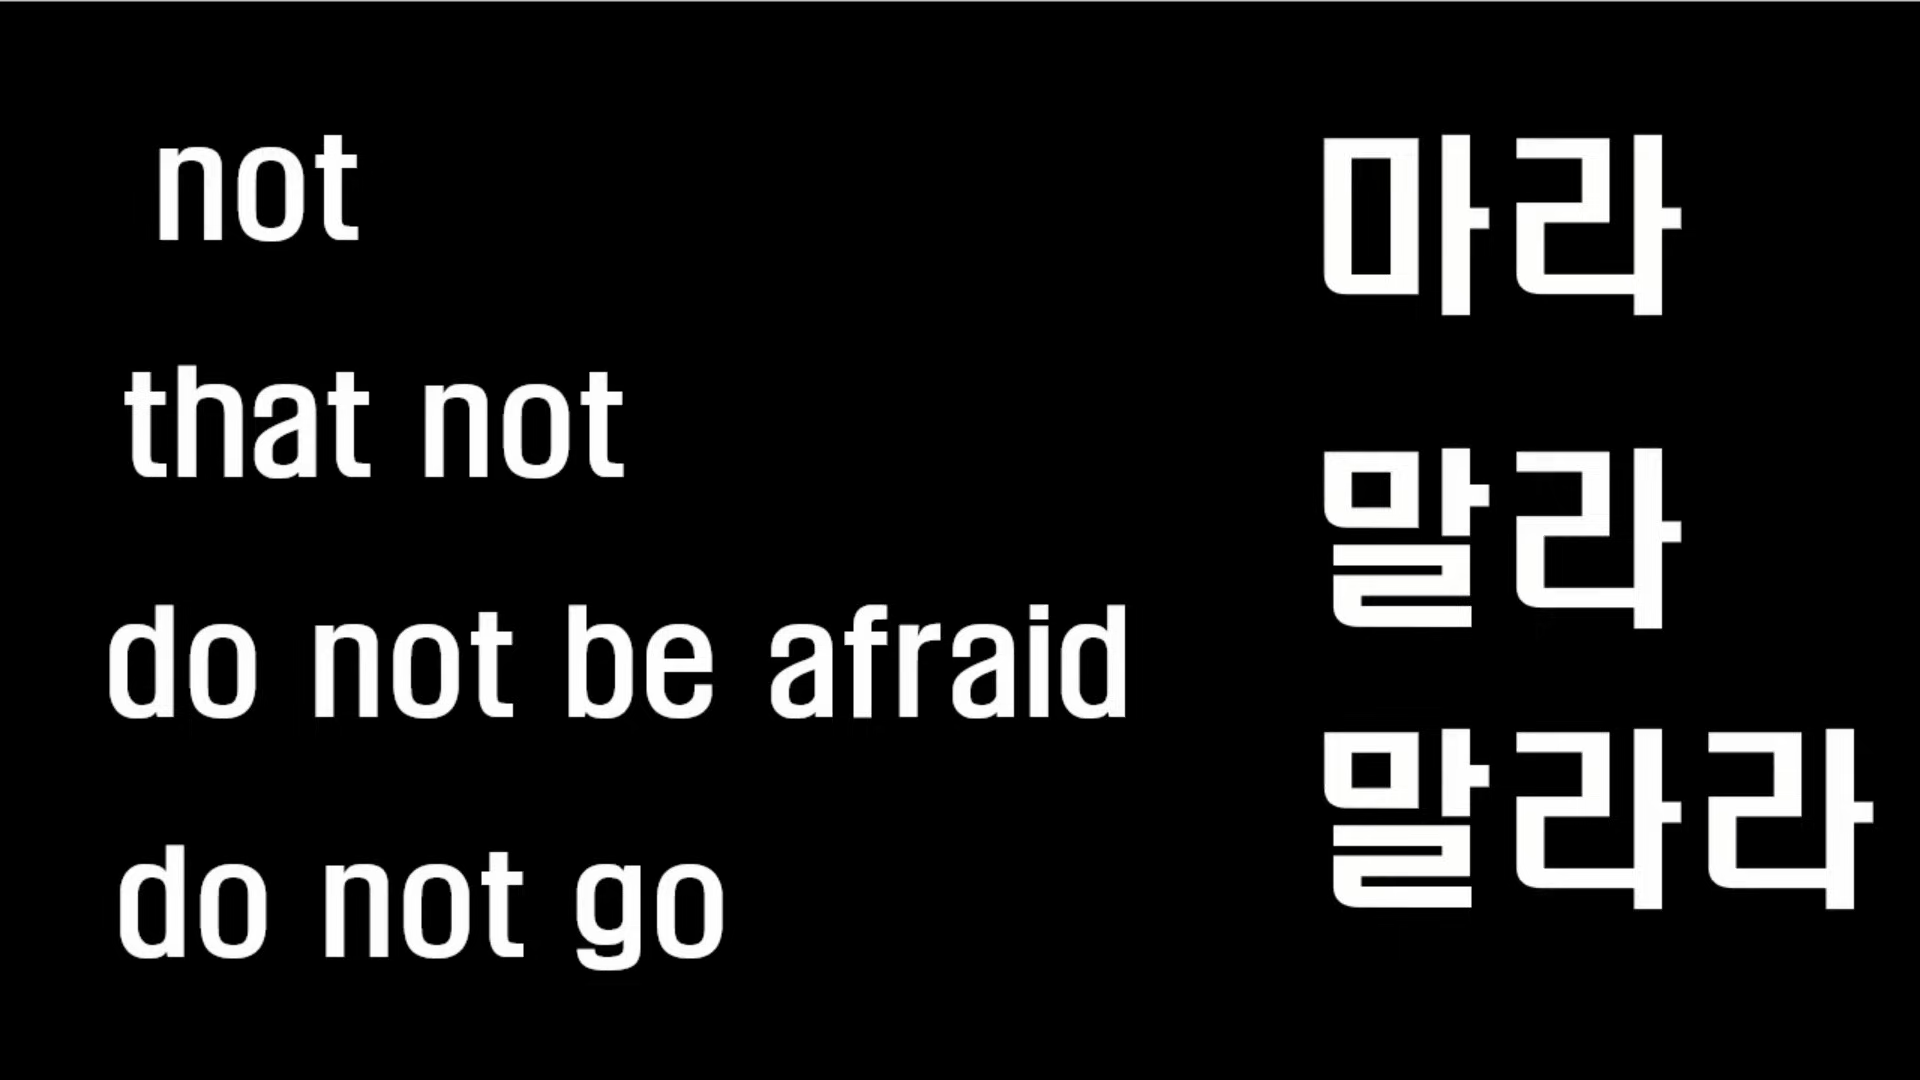 not
that not
do not be afraid
do not go
마라
말라
말라라